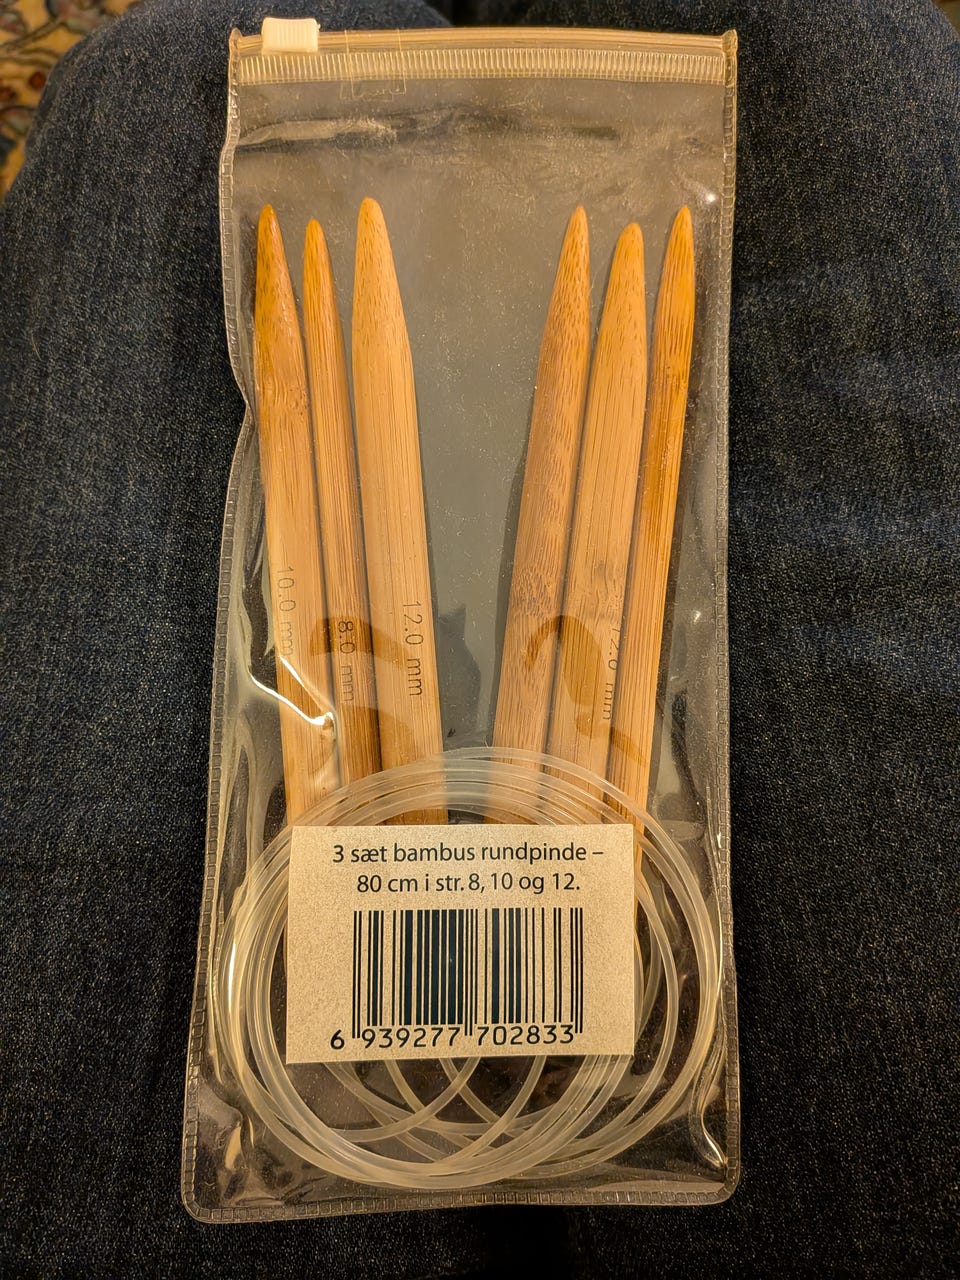 10.0 mm
8.0 mm
12.0 mm
12.0 mm
3 sæt bambus rundpinde –
80 cm i str. 8, 10 og 12.
6 939277 702833